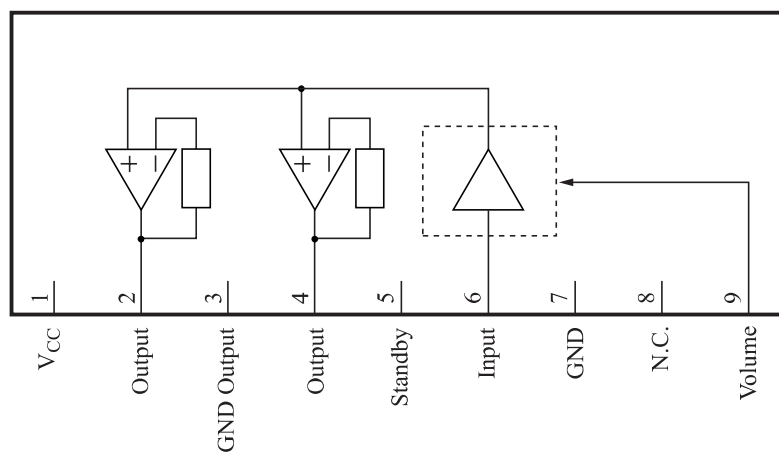 + −
+ −
1
2
3
4
5
6
7
8
9
VCC
Output
GND Output
Output
Standby
Input
GND
N.C.
Volume